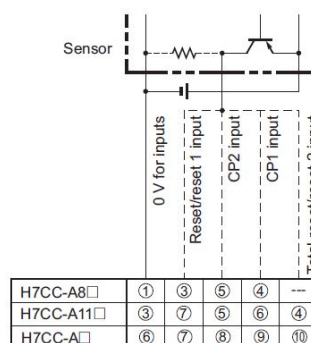 Sensor
0 V for inputs
Reset/reset 1 input
CP2 input
CP1 input
H7CC-A8□ ① ③ ⑤ ④ ---
H7CC-A11□ ③ ⑦ ⑤ ⑥ ④
H7CC-A□ ⑥ ⑦ ⑧ ⑨ ⑩